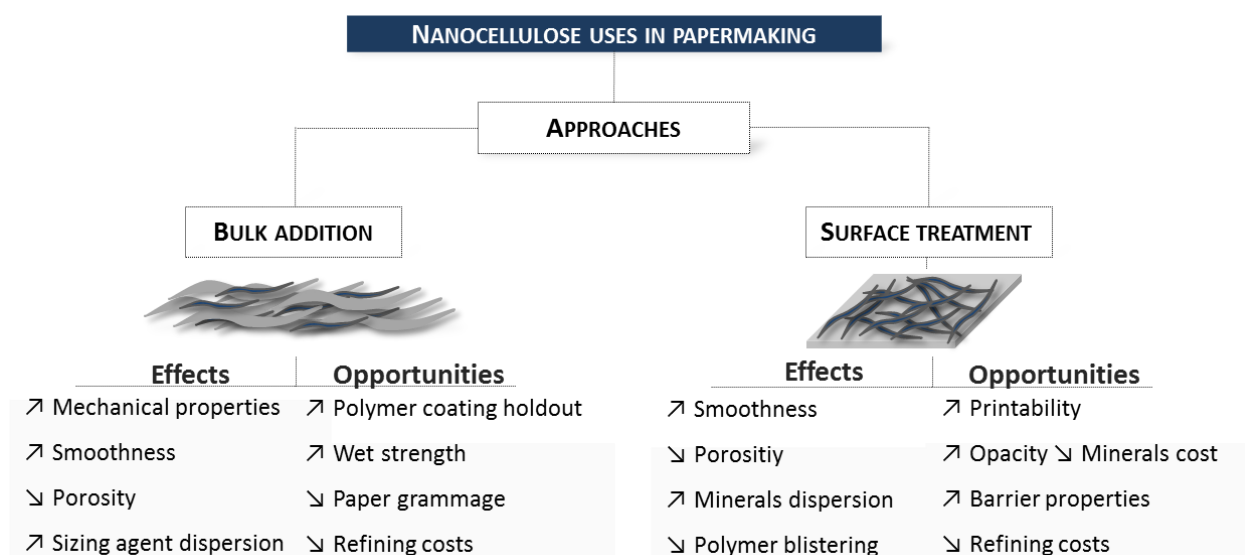 NANOCELLULOSE USES IN PAPERMAKING
APPROACHES
BULK ADDITION
Effects Opportunities
↗ Mechanical properties ↗ Polymer coating holdout
↗ Smoothness ↗ Wet strength
↘ Porosity ↘ Paper grammage
↗ Sizing agent dispersion ↘ Refining costs
SURFACE TREATMENT
Effects Opportunities
↗ Smoothness ↗ Printability
↘ Porositiy ↗ Opacity ↘ Minerals cost
↗ Minerals dispersion ↗ Barrier properties
↘ Polymer blistering ↘ Refining costs